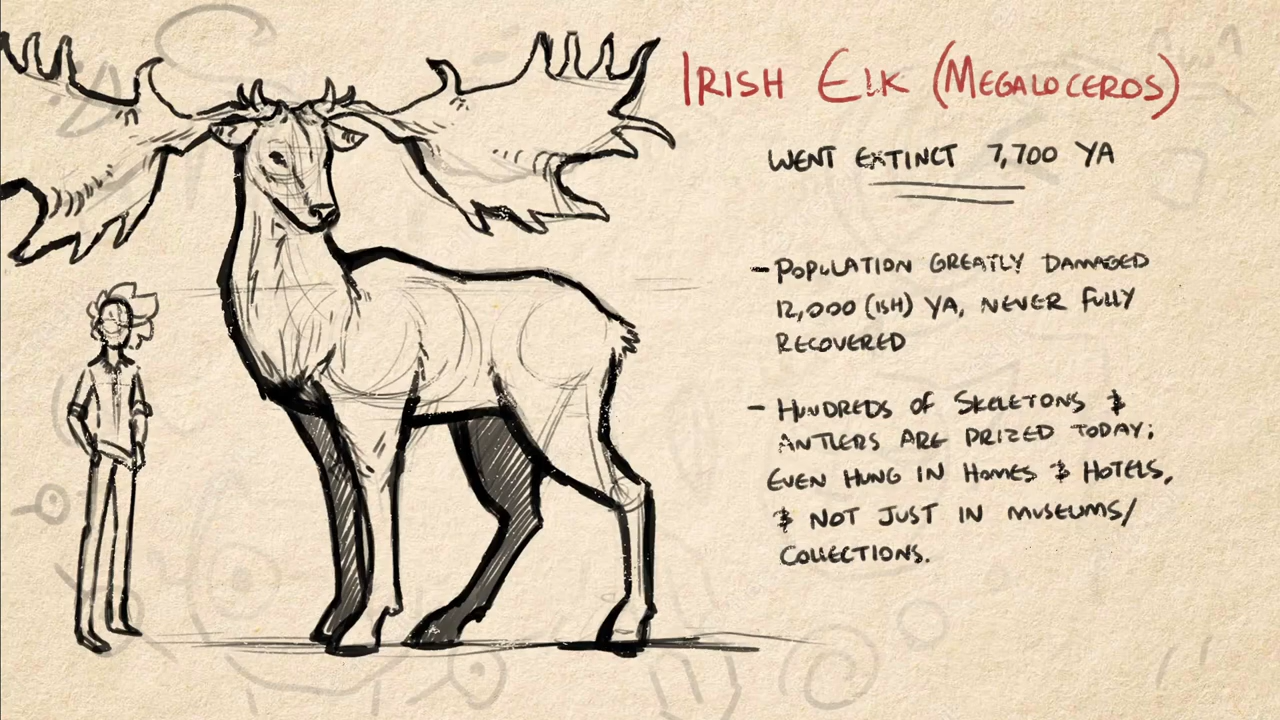 IRISH ELK (MEGALOCEROS)
WENT EXTINCT 7,700 YA
- POPULATION GREATLY DAMAGED
12,000 (ISH) YA, NEVER FULLY
RECOVERED
- HUNDREDS OF SKELETONS &
ANTLERS ARE PRIZED TODAY;
EVEN HUNG IN HOMES & HOTELS,
& NOT JUST IN MUSEUMS/
COLLECTIONS.